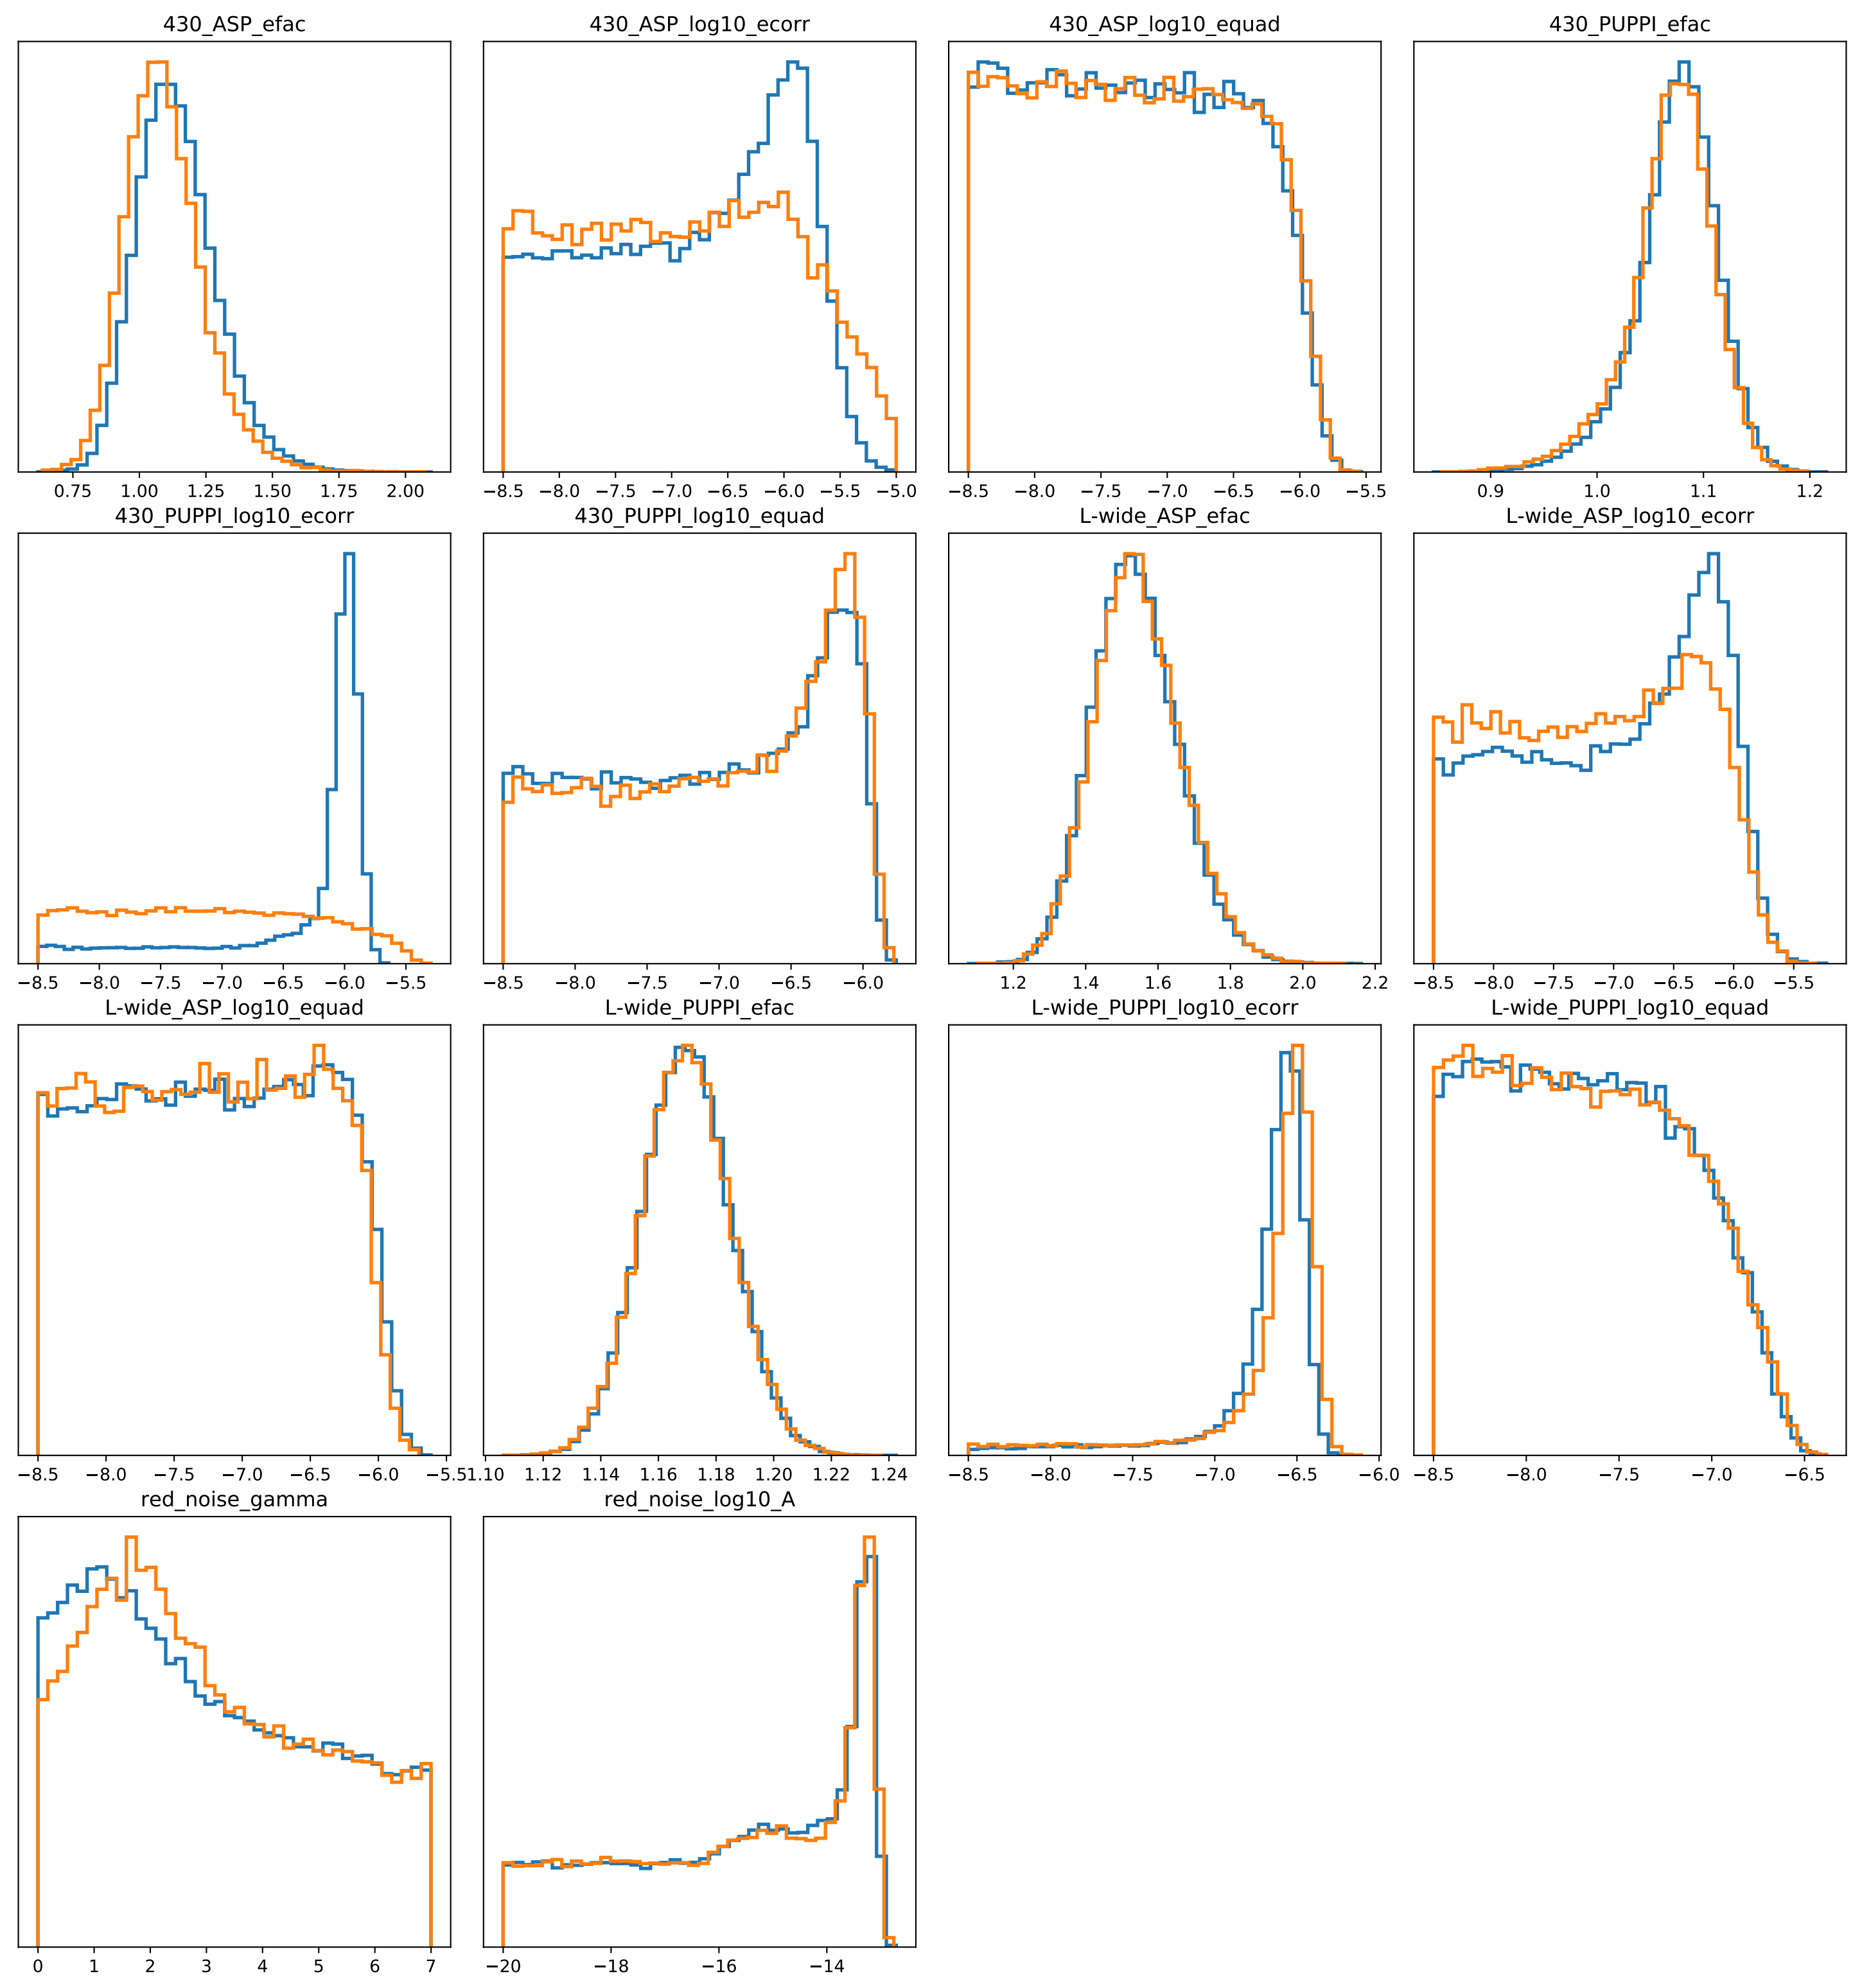 430_ASP_efac 430_ASP_log10_ecorr 430_ASP_log10_equad 430_PUPPI_efac
0.75 1.00 1.25 1.50 1.75 2.00 −8.5 −8.0 −7.5 −7.0 −6.5 −6.0 −5.5 −5.0 −8.5 −8.0 −7.5 −7.0 −6.5 −6.0 −5.5 0.9 1.0 1.1 1.2
430_PUPPI_log10_ecorr 430_PUPPI_log10_equad L-wide_ASP_efac L-wide_ASP_log10_ecorr
−8.5 −8.0 −7.5 −7.0 −6.5 −6.0 −5.5 −8.5 −8.0 −7.5 −7.0 −6.5 −6.0 1.2 1.4 1.6 1.8 2.0 2.2 −8.5 −8.0 −7.5 −7.0 −6.5 −6.0 −5.5
L-wide_ASP_log10_equad L-wide_PUPPI_efac L-wide_PUPPI_log10_ecorr L-wide_PUPPI_log10_equad
−8.5 −8.0 −7.5 −7.0 −6.5 −6.0 −5.5 1.10 1.12 1.14 1.16 1.18 1.20 1.22 1.24 −8.5 −8.0 −7.5 −7.0 −6.5 −6.0 −8.5 −8.0 −7.5 −7.0 −6.5
red_noise_gamma red_noise_log10_A
0 1 2 3 4 5 6 7 −20 −18 −16 −14